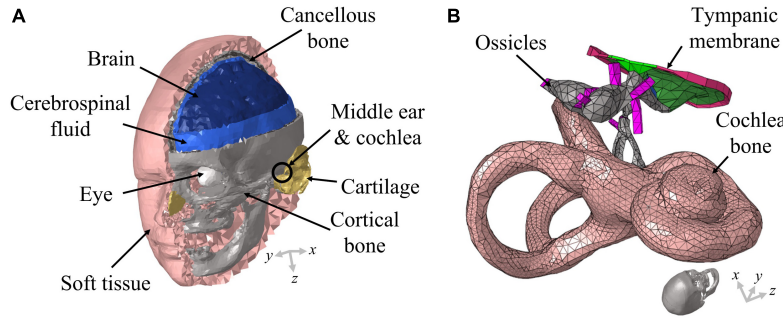 A
Cancellous
bone
Brain
Cerebrospinal
fluid
Middle ear
& cochlea
Eye
Cartilage
Cortical
bone
Soft tissue
y
x
z
B
Tympanic
membrane
Ossicles
Cochlea
bone
x
y
z